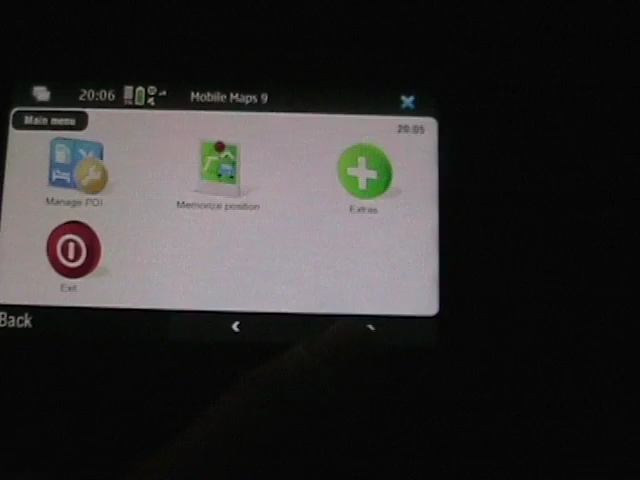 20:06 Mobile Maps 9
Main menu 20:05
Manage POI Memorize position Extras
Exit
Back